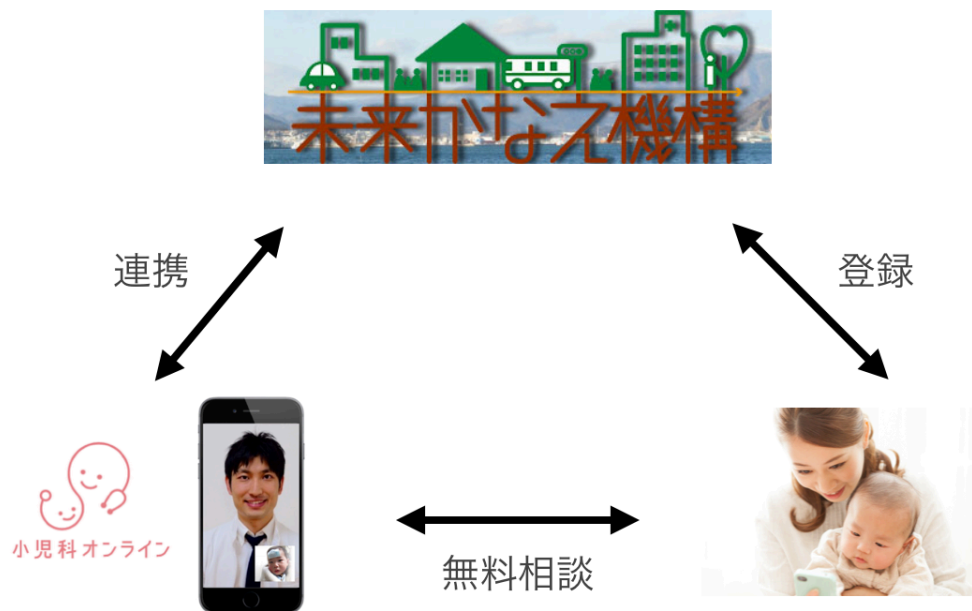 未来かなえ機構
連携
登録
小児科オンライン
無料相談